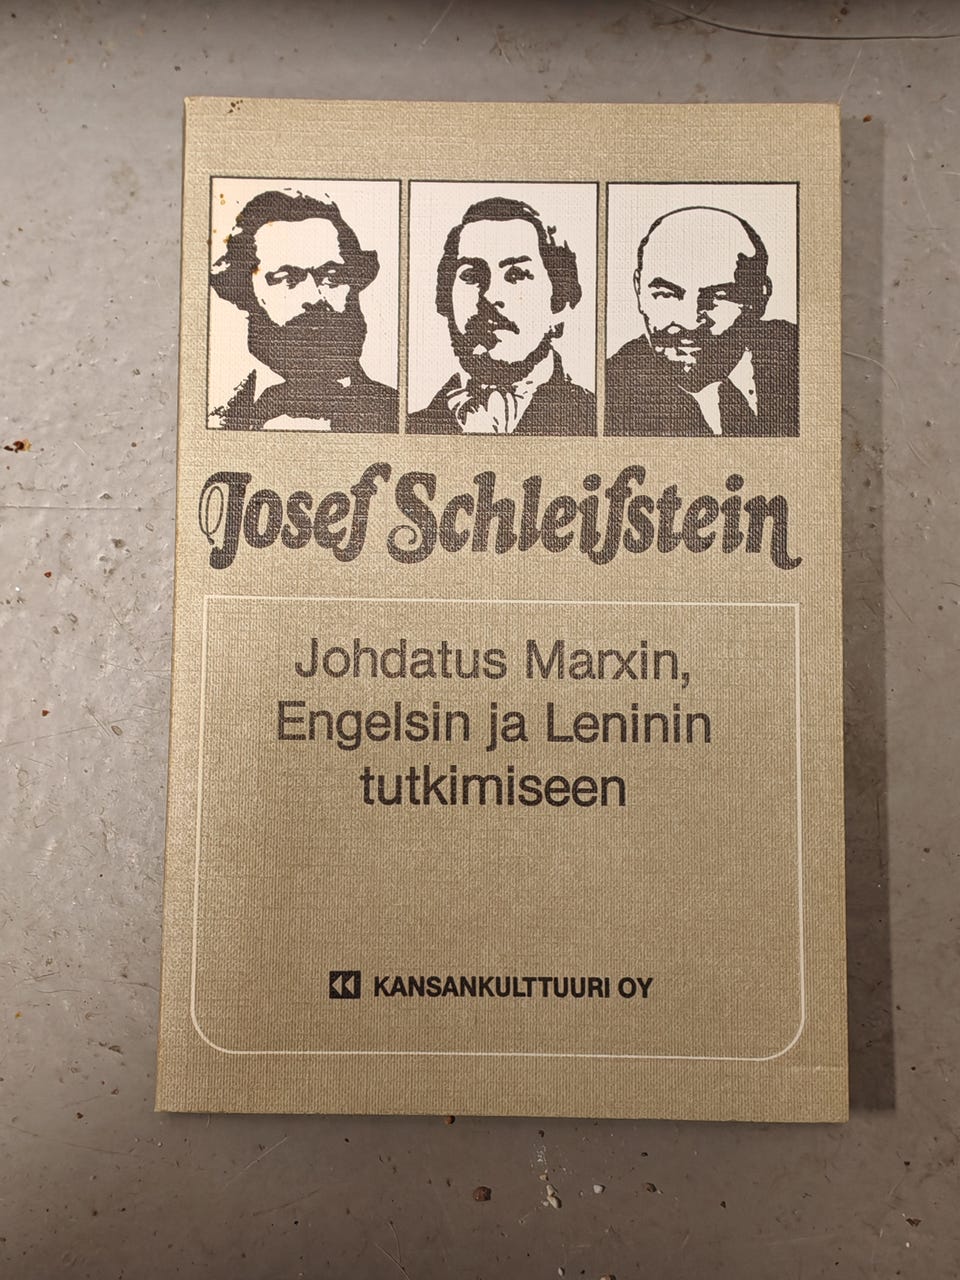 Josef Schleifstein
Johdatus Marxin,
Engelsin ja Leninin
tutkimiseen
KANSANKULTTUURI OY